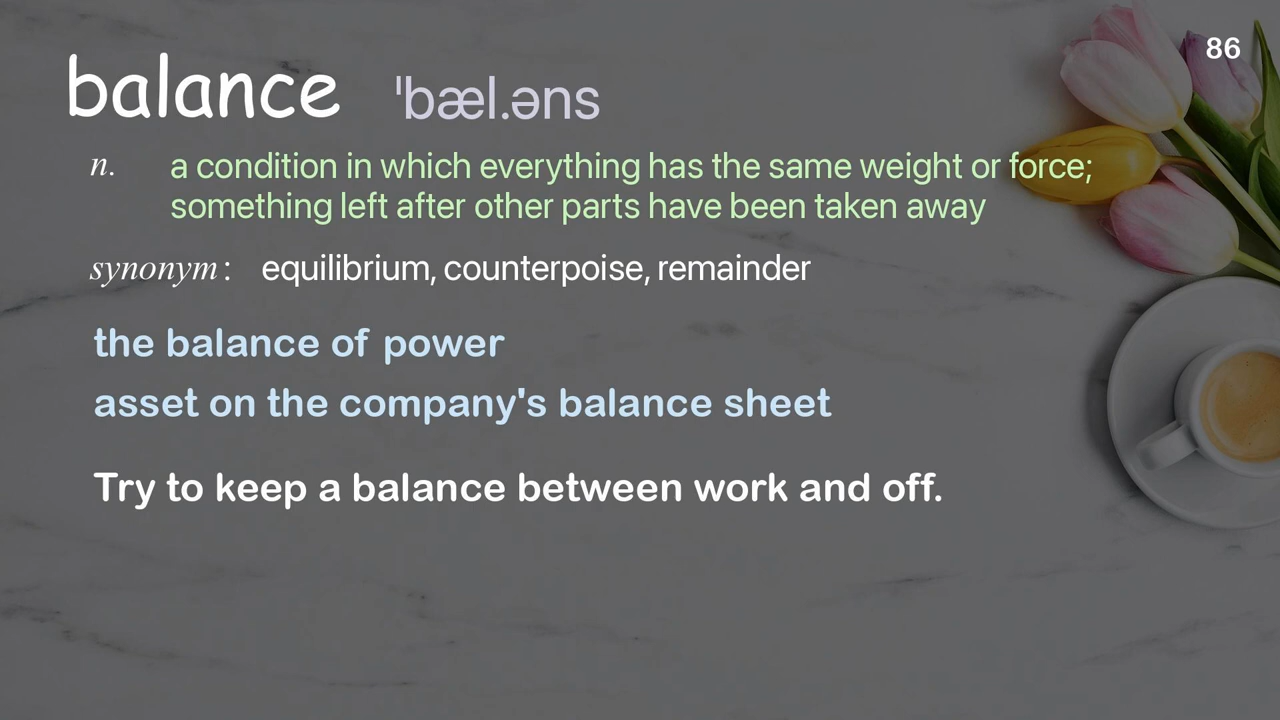 86
balance ˈbæl.əns
n. a condition in which everything has the same weight or force;
something left after other parts have been taken away
synonym: equilibrium, counterpoise, remainder
the balance of power
asset on the company's balance sheet
Try to keep a balance between work and off.